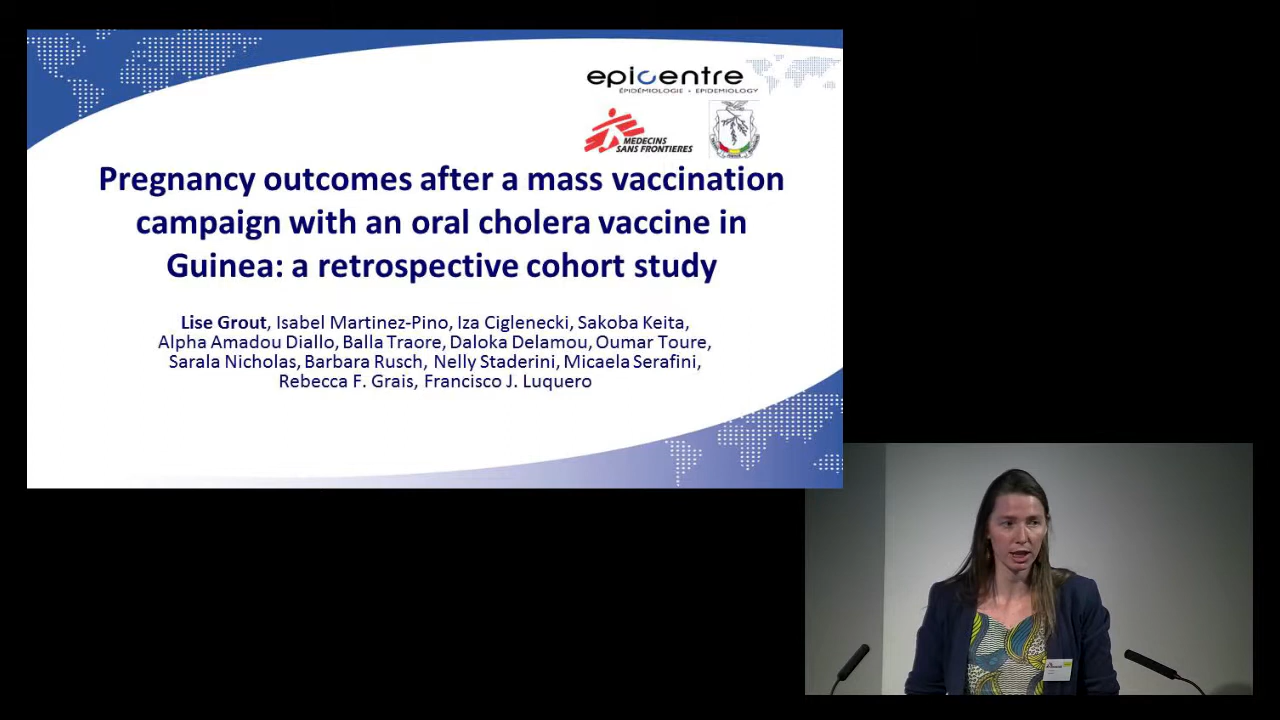 epicentre
ÉPIDÉMIOLOGIE • EPIDEMIOLOGY
MEDECINS
SANS FRONTIERES
Pregnancy outcomes after a mass vaccination
campaign with an oral cholera vaccine in
Guinea: a retrospective cohort study
Lise Grout, Isabel Martinez-Pino, Iza Ciglenecki, Sakoba Keita,
Alpha Amadou Diallo, Balla Traore, Daloka Delamou, Oumar Toure,
Sarala Nicholas, Barbara Rusch, Nelly Staderini, Micaela Serafini,
Rebecca F. Grais, Francisco J. Luquero